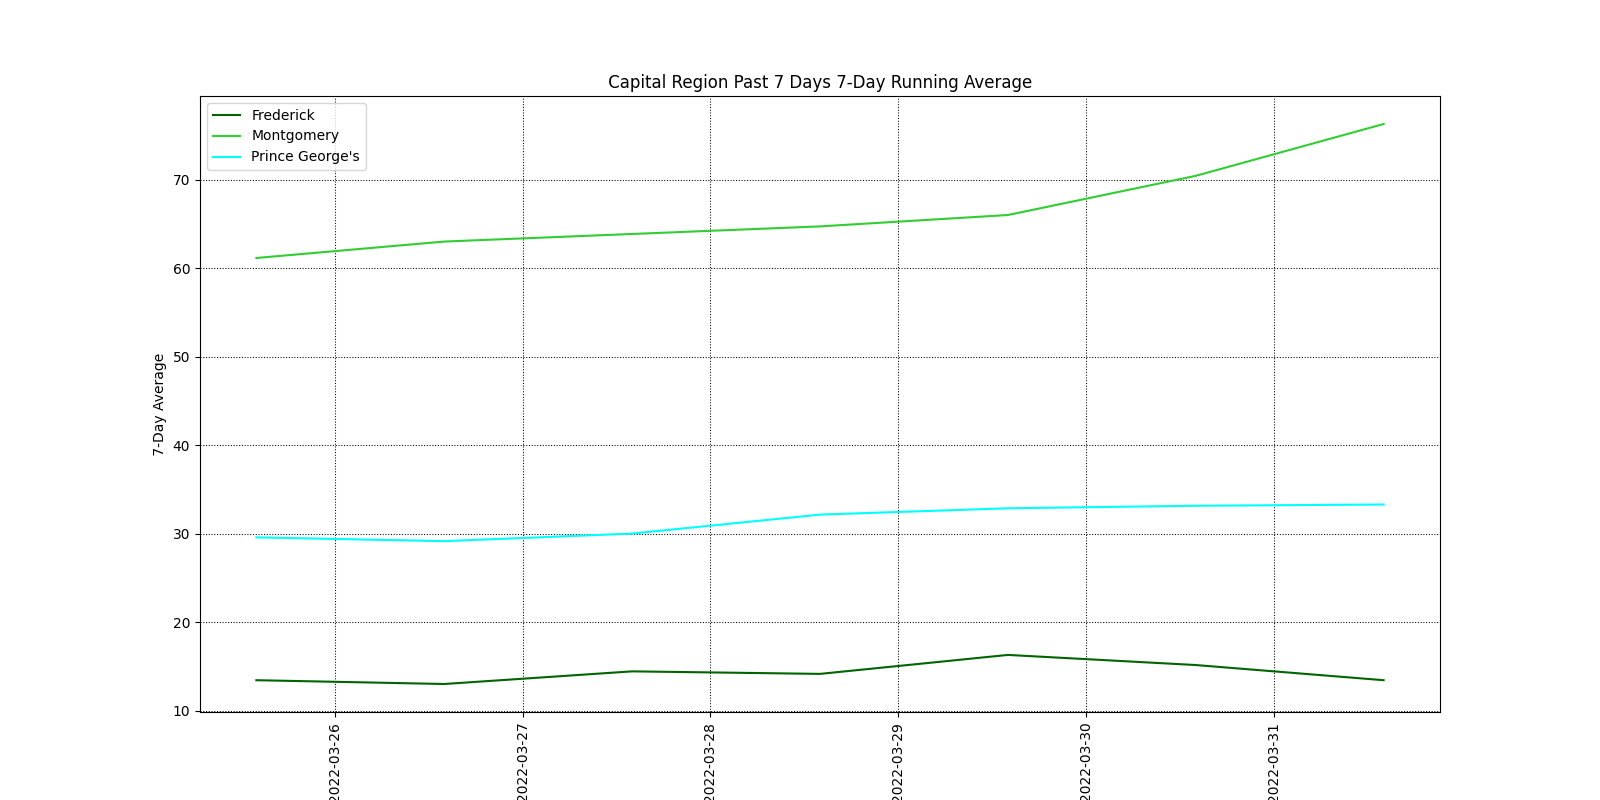 Capital Region Past 7 Days 7-Day Running Average
Frederick
Montgomery
Prince George's
7-Day Average
70
60
50
40
30
20
10
2022-03-26
2022-03-27
2022-03-28
2022-03-29
2022-03-30
2022-03-31